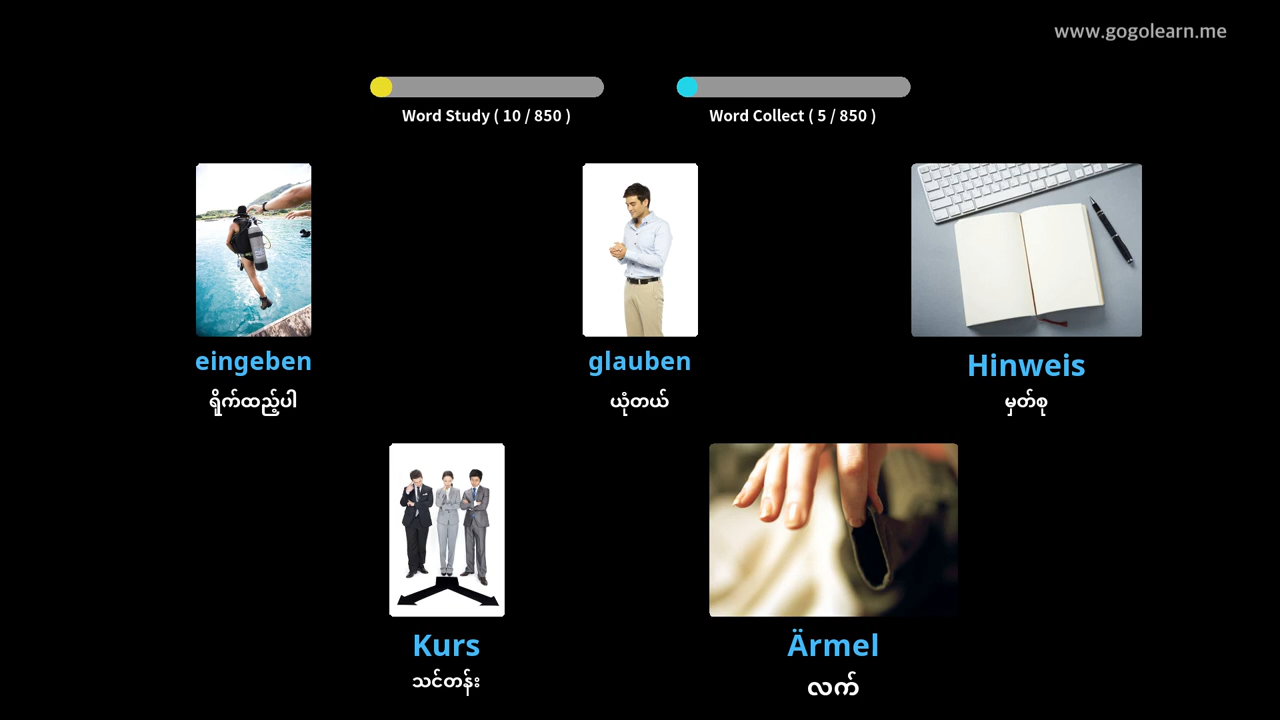 www.gogolearn.me
Word Study ( 10 / 850 )
Word Collect ( 5 / 850 )
eingeben
ရိုက်ထည့်ပါ
glauben
ယုံတယ်
Hinweis
မှတ်စု
Kurs
သင်တန်း
Ärmel
လက်